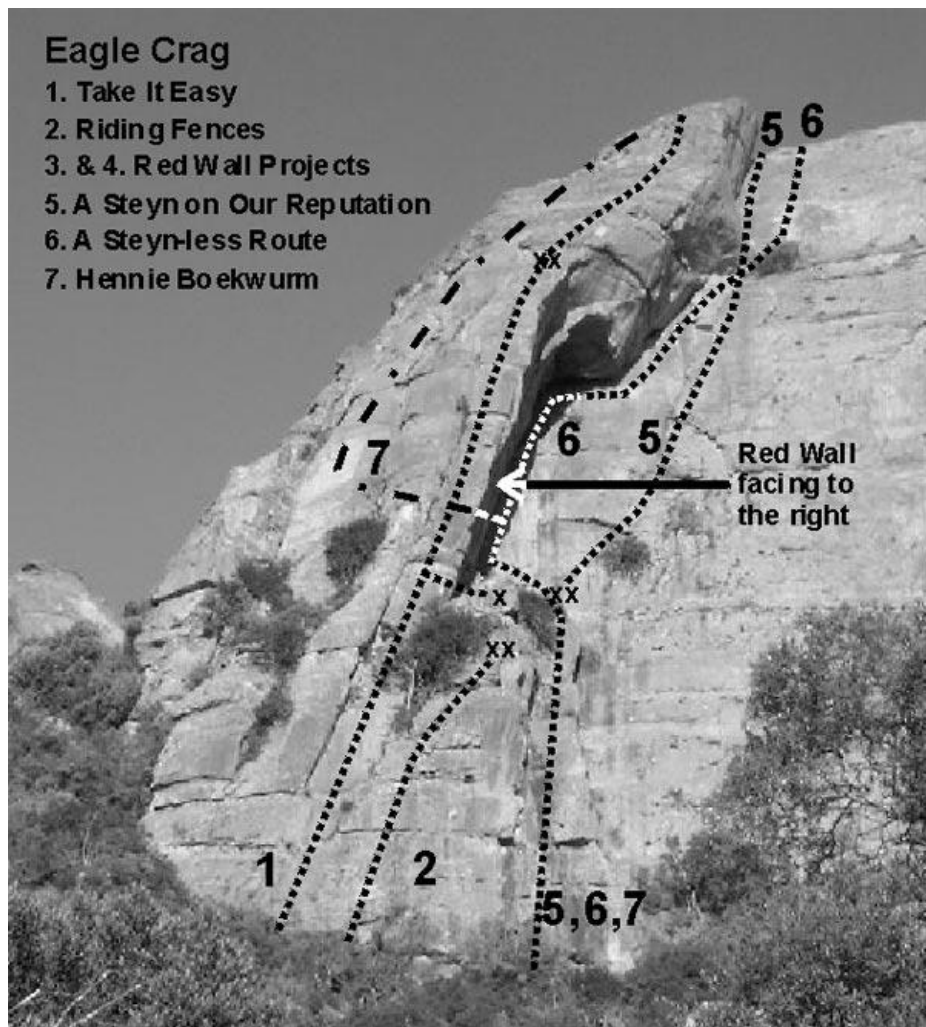 Eagle Crag
1. Take It Easy
2. Riding Fences
3. & 4. Red Wall Projects
5. A Steyn on Our Reputation
6. A Steyn-less Route
7. Hennie Boekwurm
5 6
xx
7
6 5
Red Wall
facing to
the right
x xx
xx
1 2
5,6,7